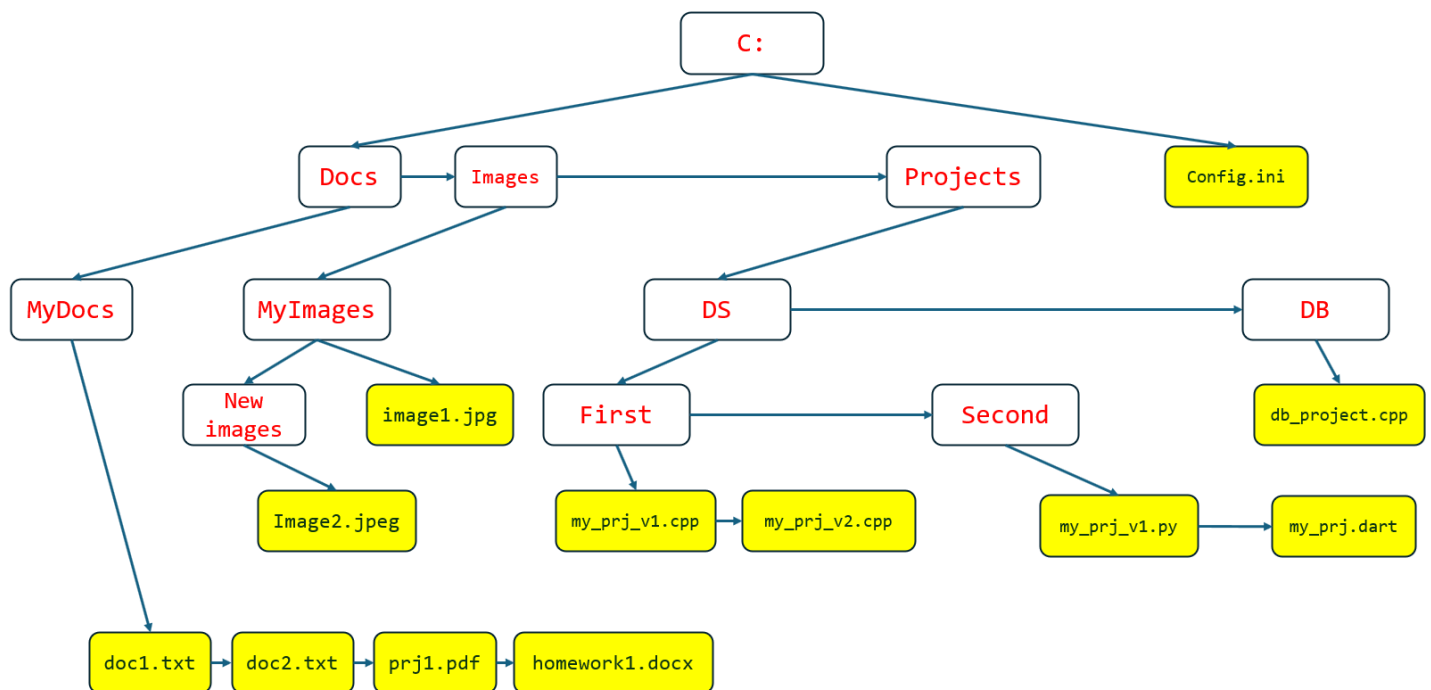 C:
Docs
Images
Projects
Config.ini
MyDocs
MyImages
DS
DB
New
images
image1.jpg
First
Second
db_project.cpp
Image2.jpeg
my_prj_v1.cpp
my_prj_v2.cpp
my_prj_v1.py
my_prj.dart
doc1.txt
doc2.txt
prj1.pdf
homework1.docx